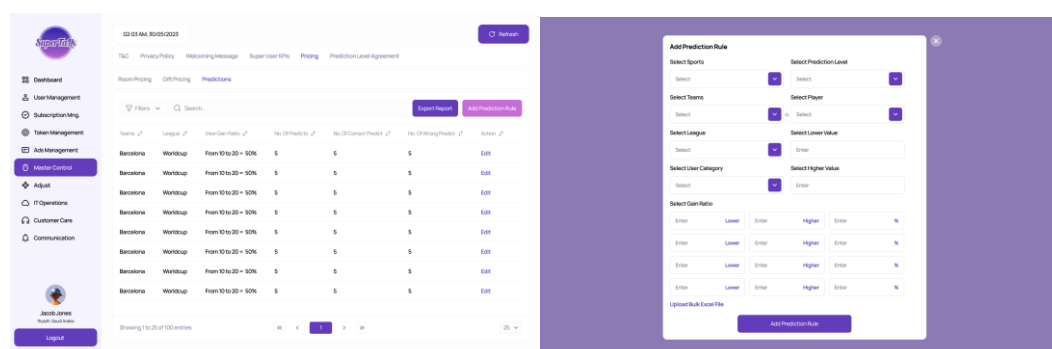 SuperTalk
02:03 AM, 30/05/2023
Refresh
T&C Privacy Policy Welcoming Message Super User KPIs Pricing Prediction Level Agreement
Room Pricing Gift Pricing Predictions
Filters Search... Export Report Add Prediction Rule
Teams League View Gain Ratio No. Of Predicts No. Of Correct Predict No. Of Wrong Predict Action
Barcelona Worldcup From 10 to 20 = 50% 5 5 5 Edit
Barcelona Worldcup From 10 to 20 = 50% 5 5 5 Edit
Barcelona Worldcup From 10 to 20 = 50% 5 5 5 Edit
Barcelona Worldcup From 10 to 20 = 50% 5 5 5 Edit
Barcelona Worldcup From 10 to 20 = 50% 5 5 5 Edit
Barcelona Worldcup From 10 to 20 = 50% 5 5 5 Edit
Barcelona Worldcup From 10 to 20 = 50% 5 5 5 Edit
Barcelona Worldcup From 10 to 20 = 50% 5 5 5 Edit
Showing 1 to 25 of 100 entries << < 1 > >> 25
Dashboard
User Management
Subscription Mng.
Token Management
Ads Management
Master Control
Adjust
IT Operations
Customer Care
Communication
Jacob Jones
Riyadh, Saudi Arabia
Logout
Add Prediction Rule
Select Sports Select Prediction Level
Select Select
Select Teams Select Player
Select or Select
Select League Select Lower Value
Select Enter
Select User Category Select Higher Value
Select Enter
Select Gain Ratio
Enter Lower Enter Higher Enter %
Enter Lower Enter Higher Enter %
Enter Lower Enter Higher Enter %
Enter Lower Enter Higher Enter %
Upload Bulk Excel File
Add Prediction Rule